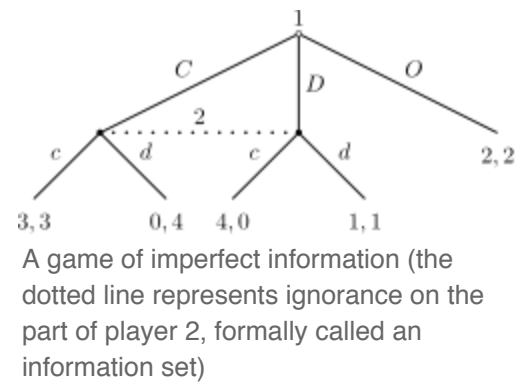 1
C
D
O
2
c
d
c
d
2, 2
3, 3
0, 4
4, 0
1, 1
A game of imperfect information (the
dotted line represents ignorance on the
part of player 2, formally called an
information set)